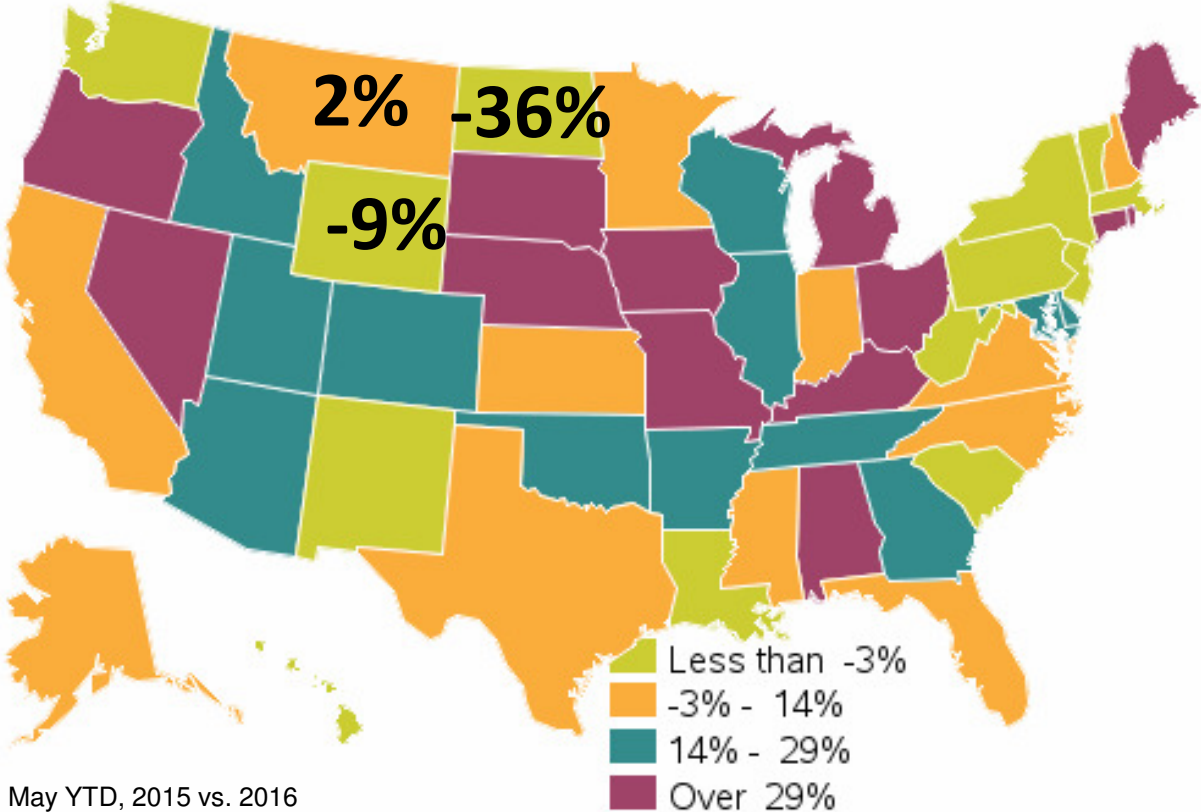 2%
-36%
-9%
Less than -3%
-3% - 14%
14% - 29%
Over 29%
May YTD, 2015 vs. 2016